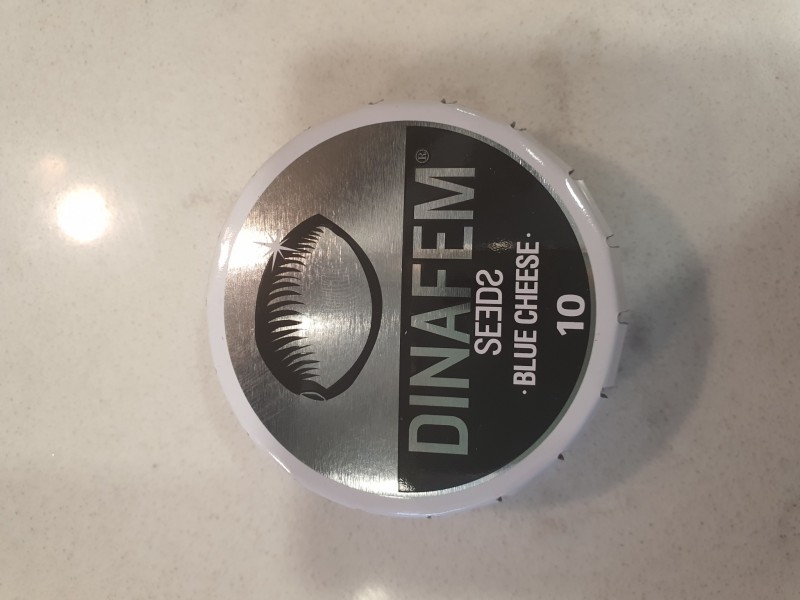 DINAFEM®
SEEDS
·BLUE CHEESE·
10